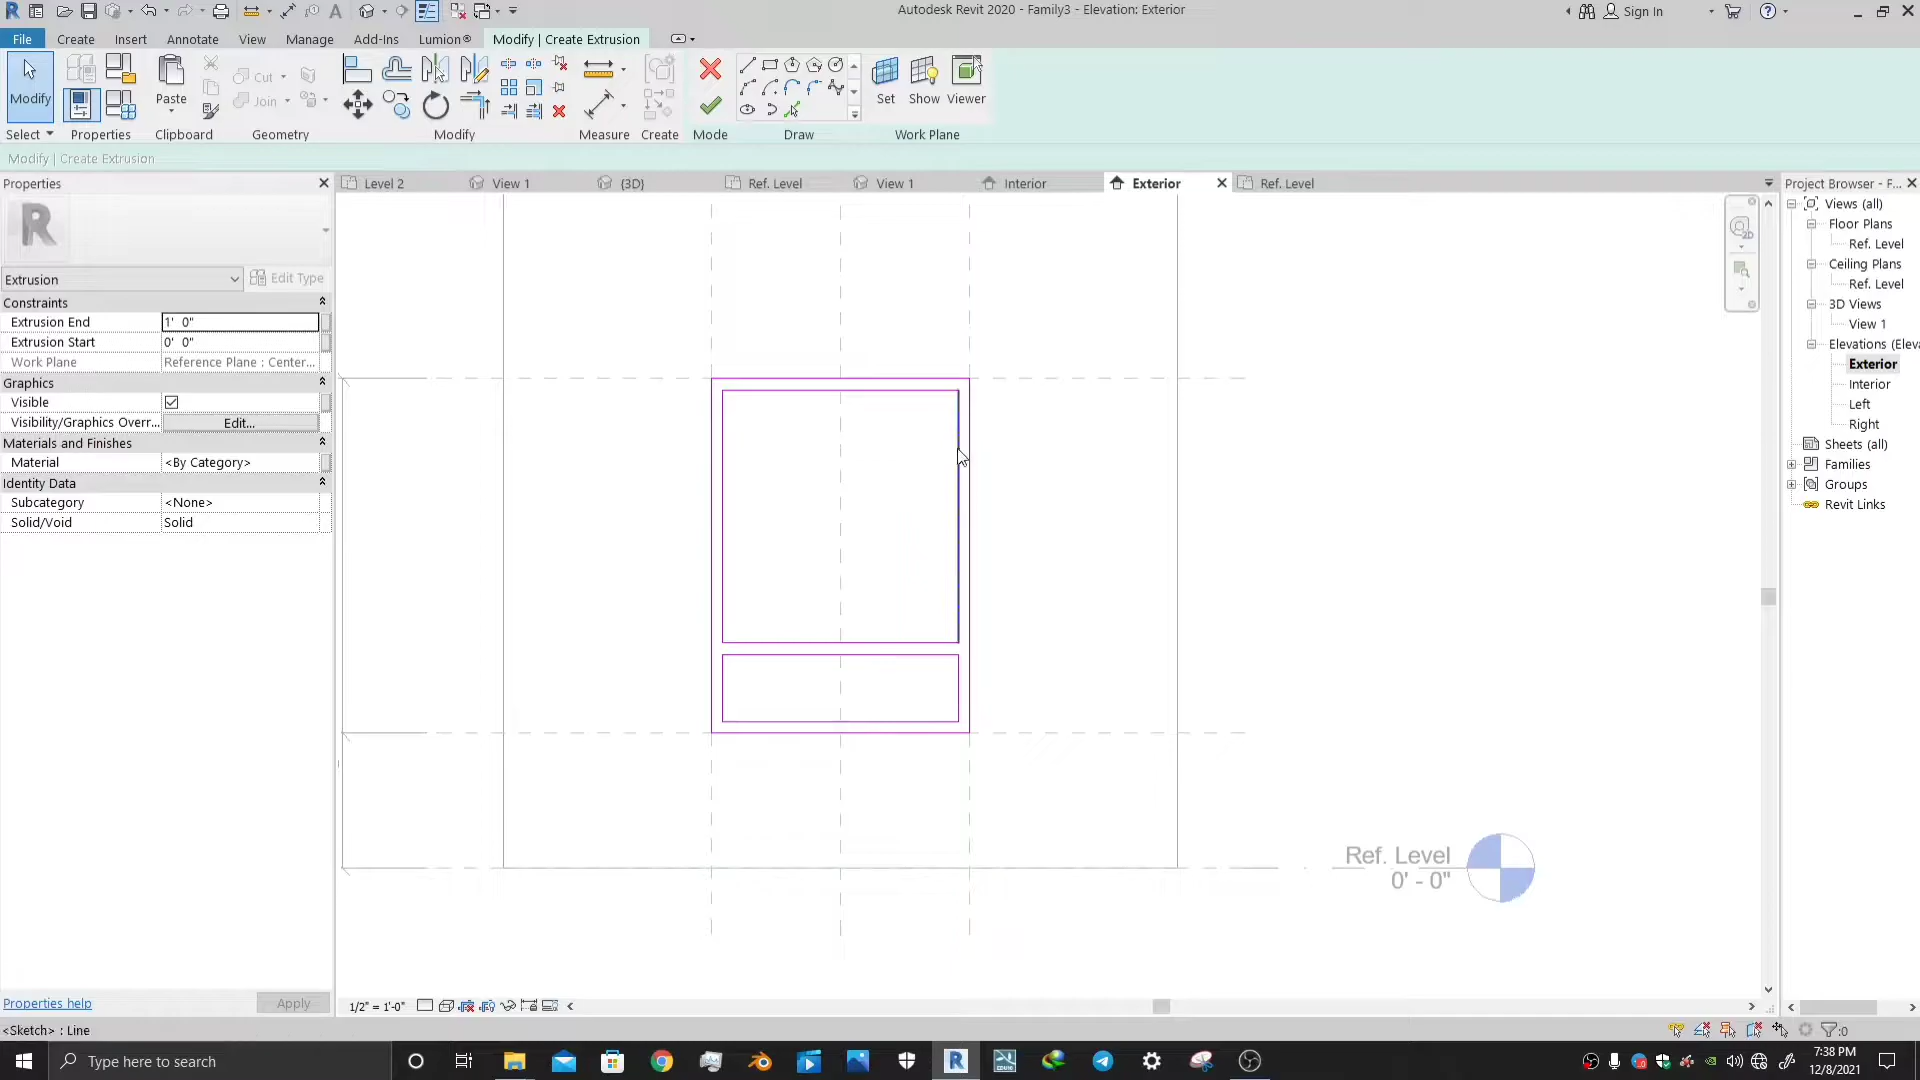 Autodesk Revit 2020 - Family3 - Elevation: Exterior
Sign In
File Create Insert Annotate View Manage Add-Ins Lumion® Modify | Create Extrusion
Modify
Paste
Cut
Join
Set Show Viewer
Select Properties Clipboard Geometry Modify Measure Create Mode Draw Work Plane
Modify | Create Extrusion
Properties
Level 2 View 1 {3D} Ref. Level View 1 Interior Exterior Ref. Level
Project Browser - F...
Extrusion
Edit Type
Constraints
Extrusion End 1' 0"
Extrusion Start 0' 0"
Work Plane Reference Plane : Center...
Graphics
Visible
Visibility/Graphics Overr... Edit...
Materials and Finishes
Material <By Category>
Identity Data
Subcategory <None>
Solid/Void Solid
Views (all)
Floor Plans
Ref. Level
Ceiling Plans
Ref. Level
3D Views
View 1
Elevations (Eleva
Exterior
Interior
Left
Right
Sheets (all)
Families
Groups
Revit Links
2D
Ref. Level
0' - 0"
Properties help
Apply
1/2" = 1'-0"
<Sketch> : Line
:0
Type here to search
7:38 PM
12/8/2021